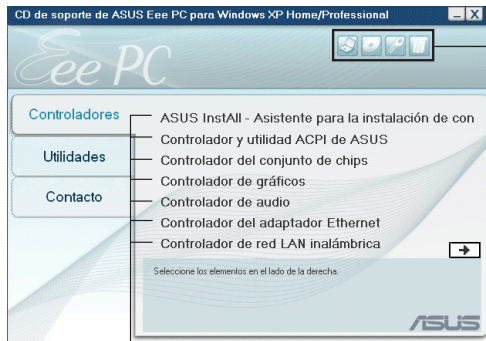 CD de soporte de ASUS Eee PC para Windows XP Home/Professional
Eee PC
Controladores
Utilidades
Contacto
ASUS InstAll - Asistente para la instalación de con
Controlador y utilidad ACPI de ASUS
Controlador del conjunto de chips
Controlador de gráficos
Controlador de audio
Controlador del adaptador Ethernet
Controlador de red LAN inalámbrica
Seleccione los elementos en el lado de la derecha.
ASUS